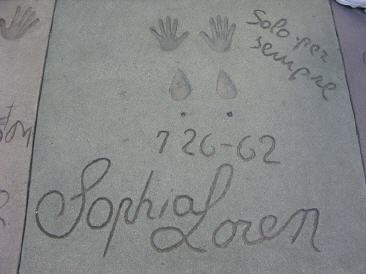 Solo per
sempre
7 26-62
Sophia Loren